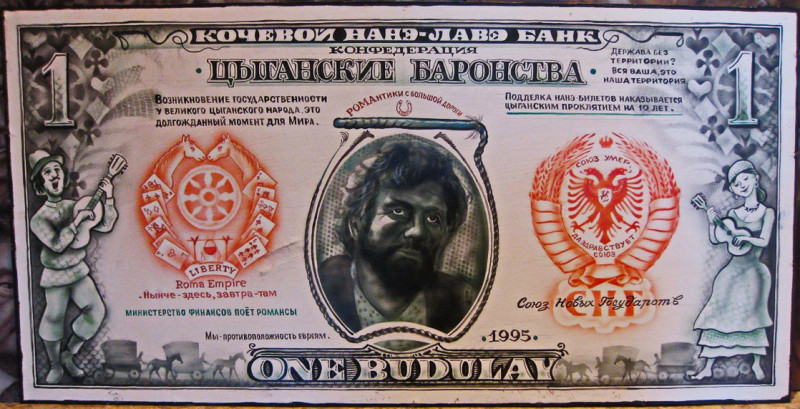 КОЧЕВОЙ НАНЭ-ЛАВЭ БАНК
КОНФЕДЕРАЦИЯ
·ЦЫГАНСКИЕ БАРОНСТВА·
ДЕРЖАВА БЕЗ
ТЕРРИТОРИИ?
ВСЯ ВАША, ЭТО
НАША ТЕРРИТОРИЯ
1
1
ВОЗНИКНОВЕНИЕ ГОСУДАРСТВЕННОСТИ
У ВЕЛИКОГО ЦЫГАНСКОГО НАРОДА, ЭТО
ДОЛГОЖДАННЫЙ МОМЕНТ ДЛЯ МИРА.
РОМАНТИКИ С БОЛЬШОЙ ДОРОГИ
ПОДДЕЛКА НАНЭ-БИЛЕТОВ НАКАЗЫВАЕТСЯ
ЦЫГАНСКИМ ПРОКЛЯТИЕМ НА 10 ЛЕТ.
LIBERTY
Roma Empire
.Нынче-здесь, завтра-там
МИНИСТЕРСТВО ФИНАНСОВ ПОЁТ РОМАНСЫ
Мы-противоположность евреям.
СОЮЗ УМЕР,
ДА ЗДРАВСТВУЕТ
СОЮЗ
Союз Новых Государств
СНГ
·1995·
ONE BUDULAY